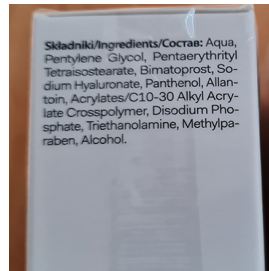 Składniki/Ingredients/Состав: Aqua,
Pentylene Glycol, Pentaerythrityl
Tetraisostearate, Bimatoprost, So-
dium Hyaluronate, Panthenol, Allan-
toin, Acrylates/C10-30 Alkyl Acry-
late Crosspolymer, Disodium Pho-
sphate, Triethanolamine, Methylpa-
raben, Alcohol.